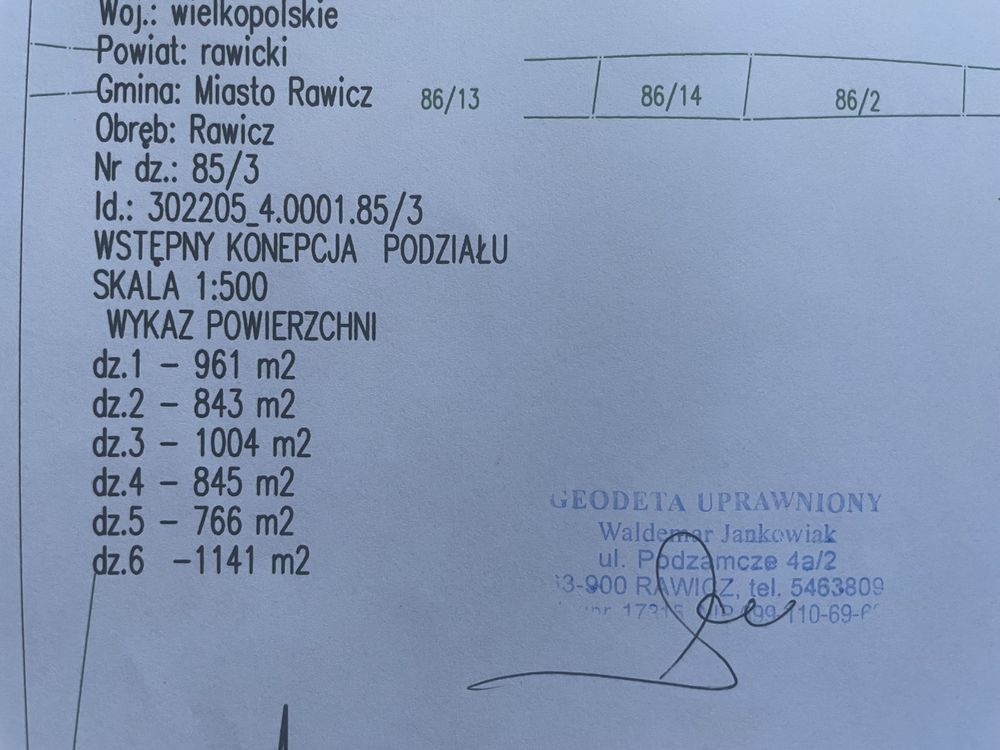 Woj.: wielkopolskie
Powiat: rawicki
Gmina: Miasto Rawicz
Obręb: Rawicz
Nr dz.: 85/3
Id.: 302205_4.0001.85/3
WSTĘPNY KONEPCJA PODZIAŁU
SKALA 1:500
WYKAZ POWIERZCHNI
dz.1 - 961 m2
dz.2 - 843 m2
dz.3 - 1004 m2
dz.4 - 845 m2
dz.5 - 766 m2
dz.6 -1141 m2
86/13
86/14
86/2
GEODETA UPRAWNIONY
Waldemar Jankowiak
ul. Podzamcze 4a/2
63-900 RAWICZ, tel. 5463809